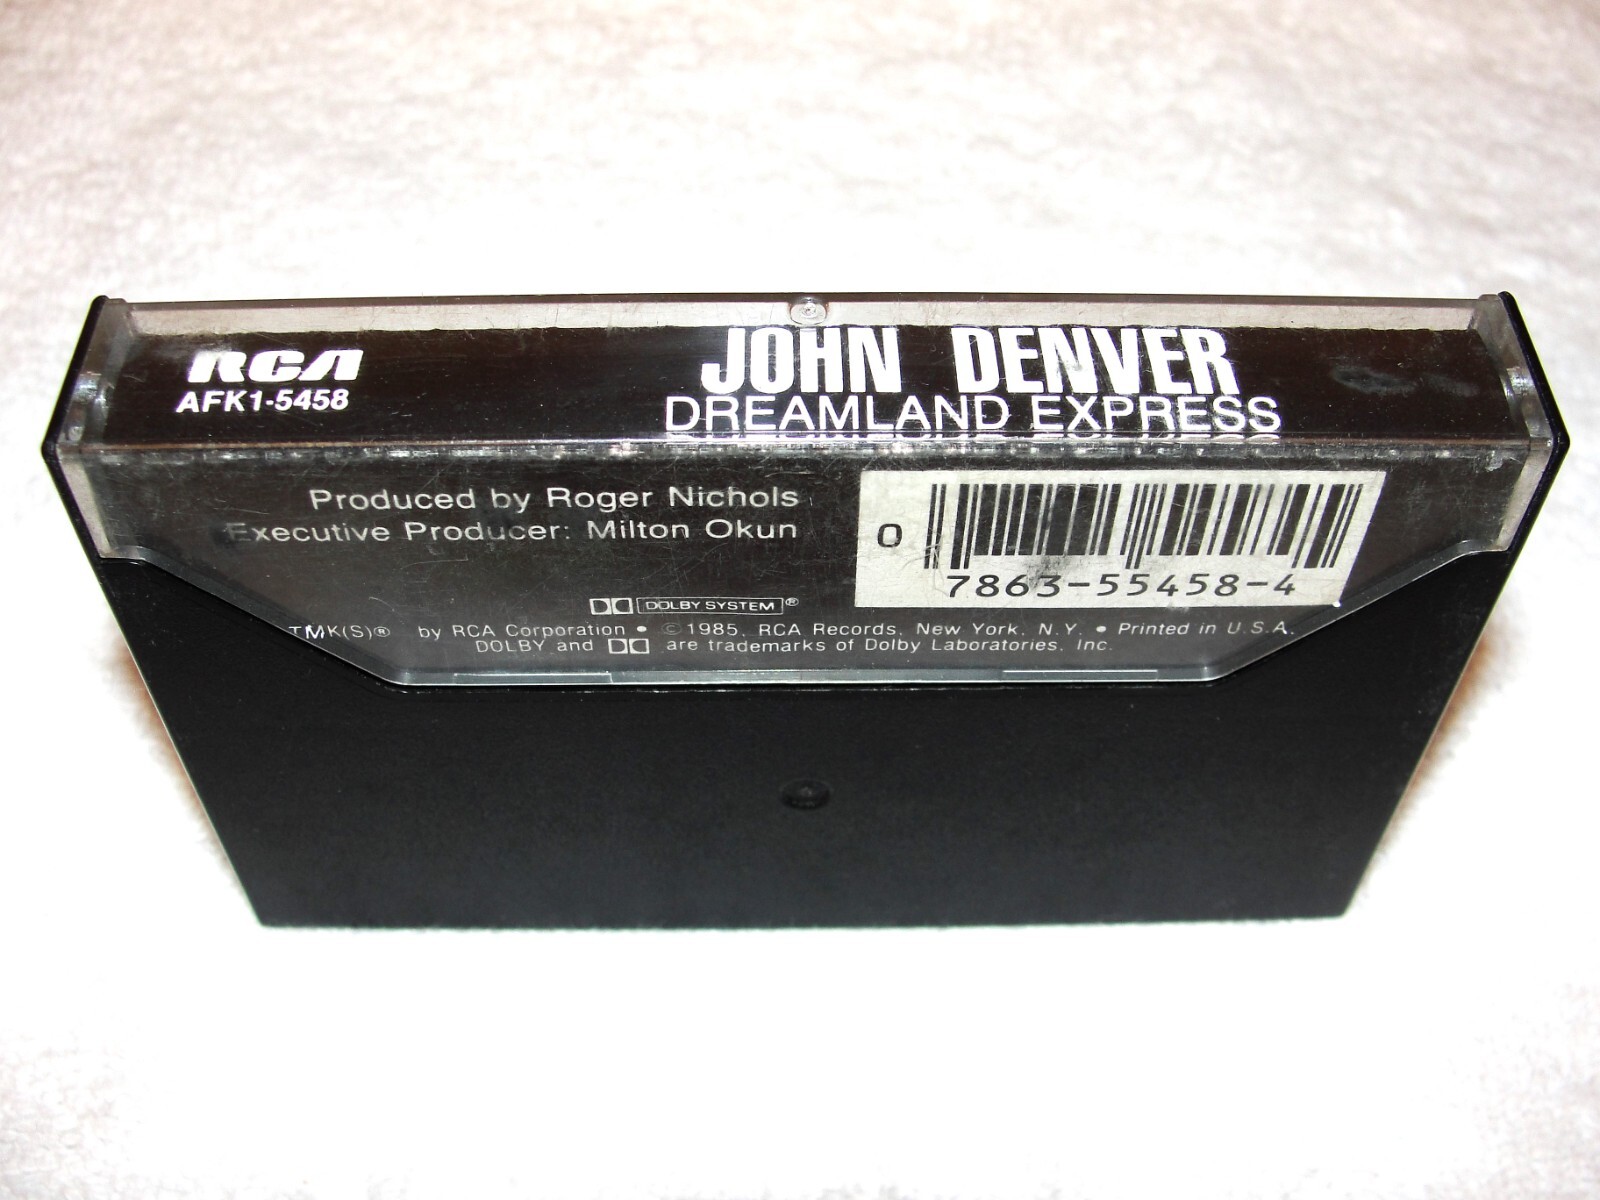 RCA
AFK1-5458
JOHN DENVER
DREAMLAND EXPRESS
Produced by Roger Nichols
Executive Producer: Milton Okun
0
7863-55458-4
DOLBY SYSTEM®
TMK(S)® by RCA Corporation • ©1985, RCA Records, New York, N.Y. • Printed in U.S.A.
DOLBY and are trademarks of Dolby Laboratories, Inc.